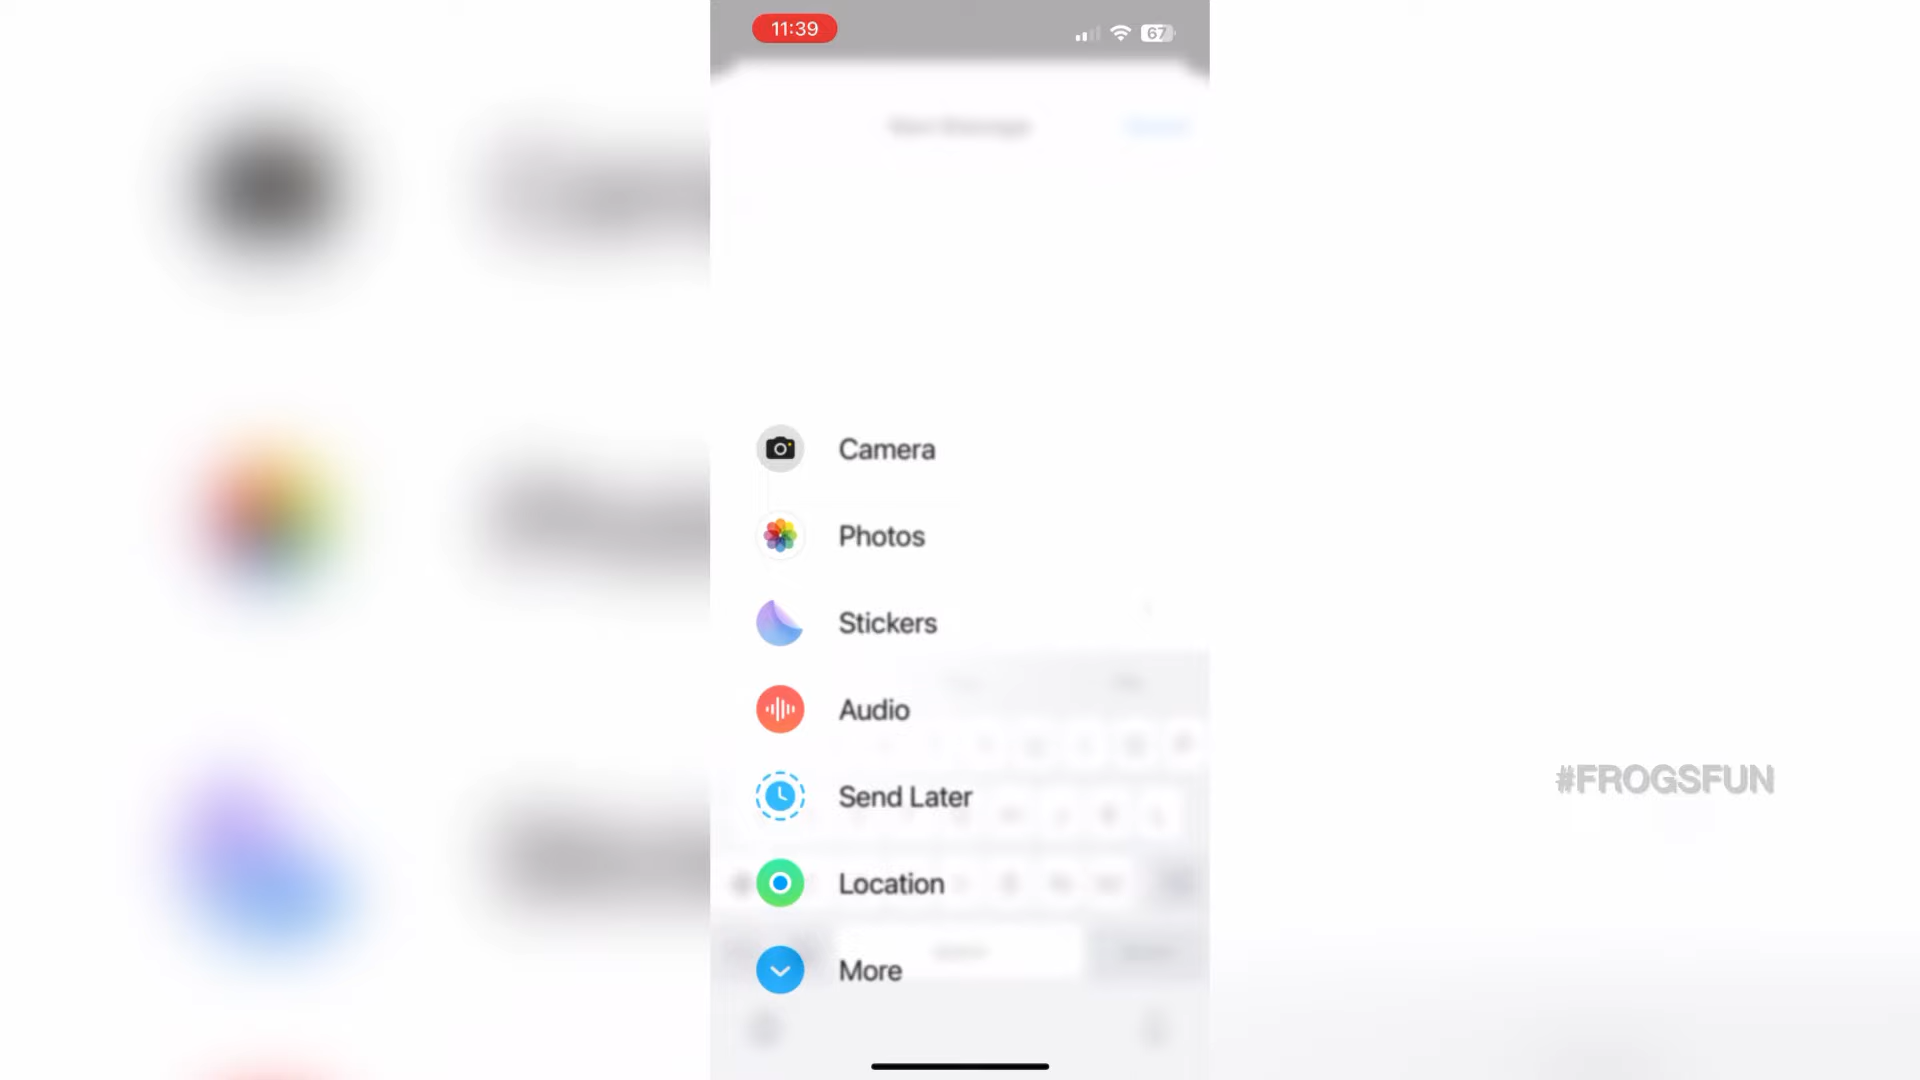 11:39
67
Camera
Photos
Stickers
Audio
Send Later
#FROGSFUN
Location
More